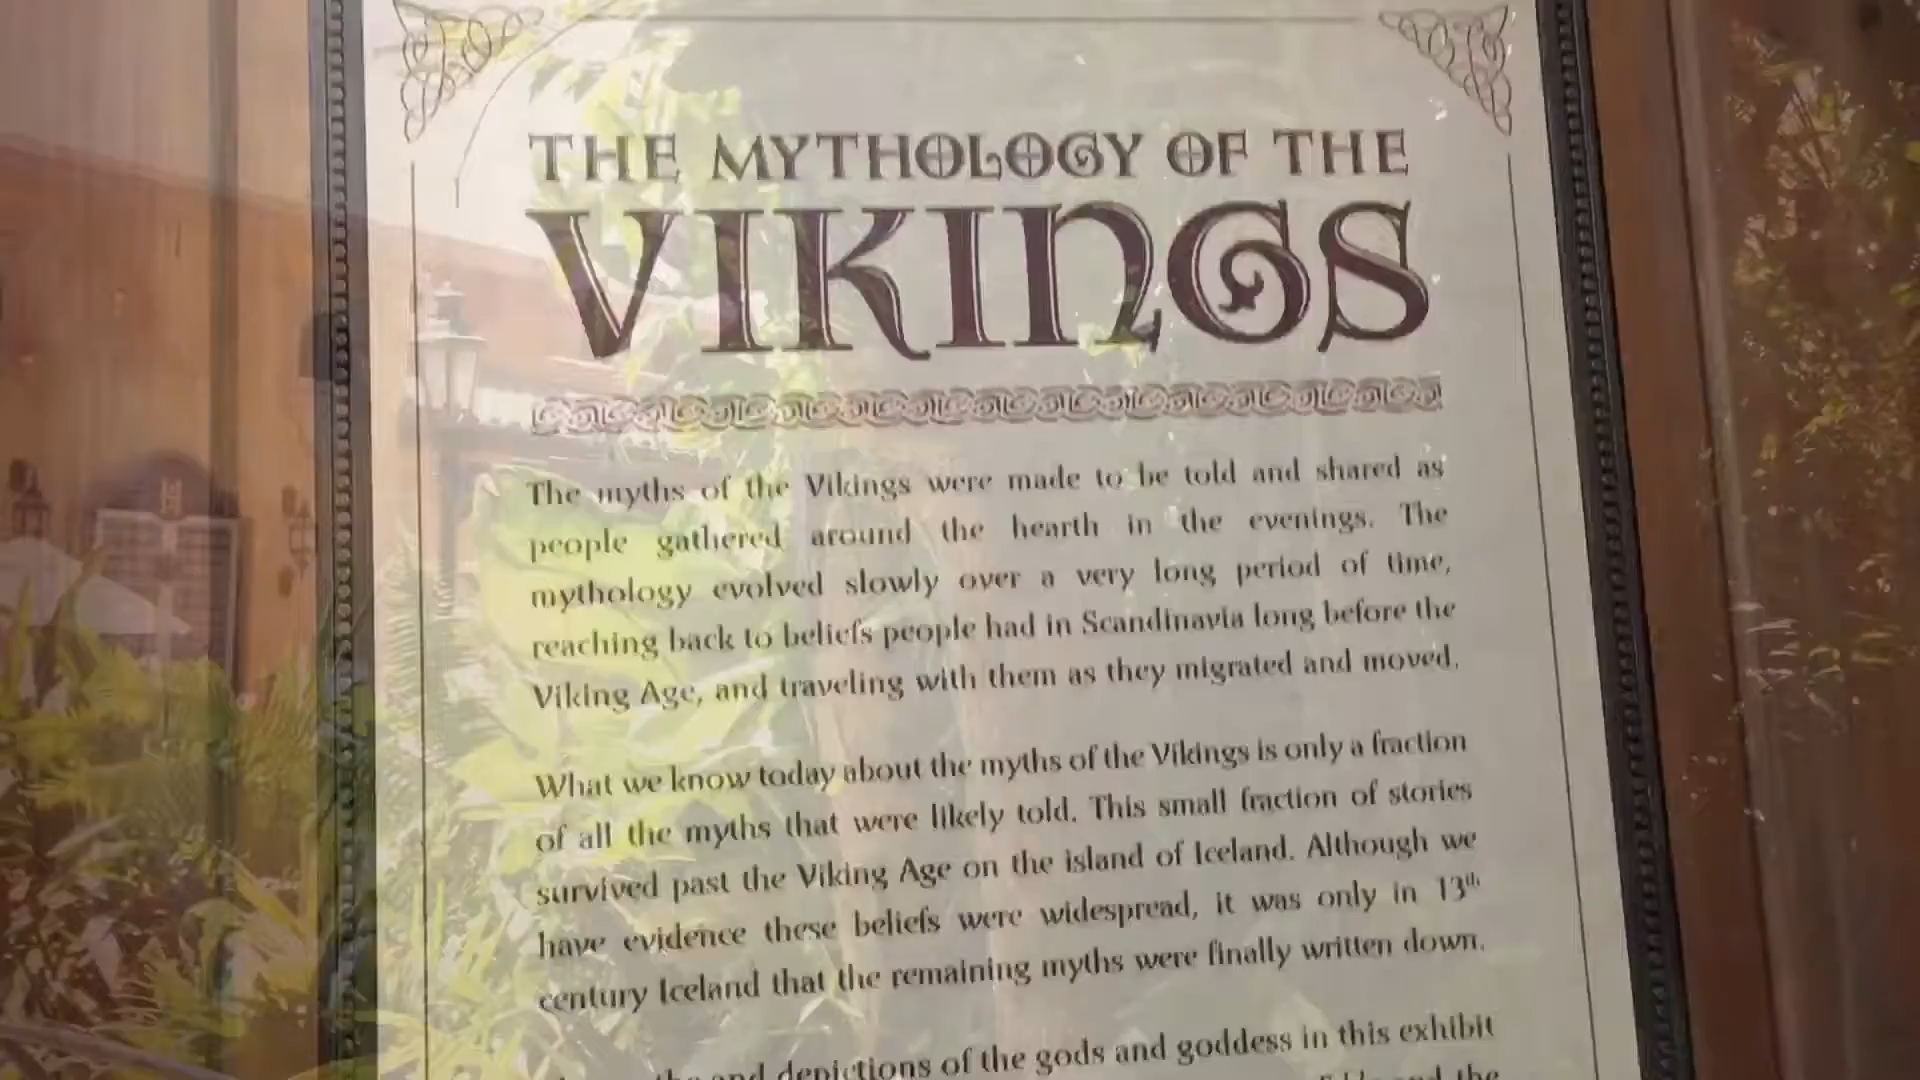 THE MYTHOLOGY OF THE
VIKINGS
The myths of the Vikings were made to be told and shared as
people gathered around the hearth in the evenings. The
mythology evolved slowly over a very long period of time,
reaching back to beliefs people had in Scandinavia long before the
Viking Age, and traveling with them as they migrated and moved.
What we know today about the myths of the Vikings is only a fraction
of all the myths that were likely told. This small fraction of stories
survived past the Viking Age on the island of Iceland. Although we
have evidence these beliefs were widespread, it was only in 13th
century Iceland that the remaining myths were finally written down.
and depictions of the gods and goddess in this exhibit
and the